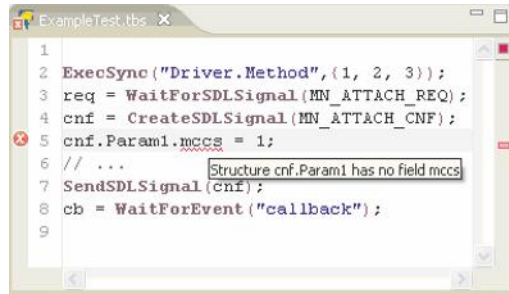 ExampleTest.tbs
1
2 ExecSync("Driver.Method",{1, 2, 3});
3 req = WaitForSDLSignal(MN_ATTACH_REQ);
4 cnf = CreateSDLSignal(MN_ATTACH_CNF);
5 cnf.Param1.mccs = 1;
6 // ...
Structure cnf.Param1 has no field mccs
7 SendSDLSignal(cnf);
8 cb = WaitForEvent("callback");
9